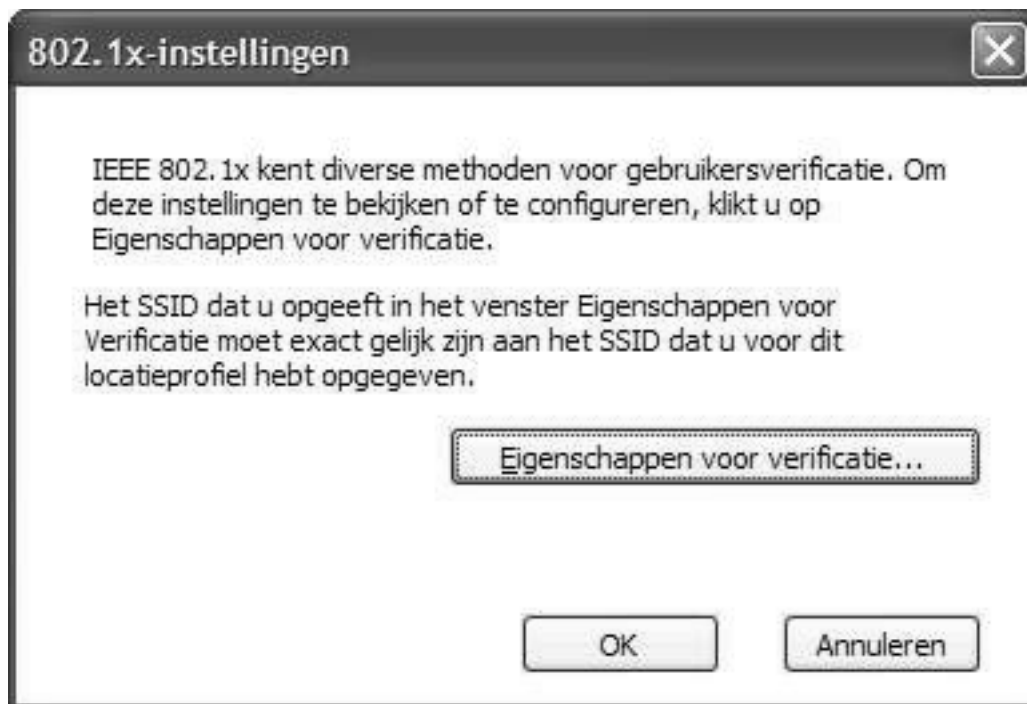 802.1x-instellingen
IEEE 802.1x kent diverse methoden voor gebruikersverificatie. Om
deze instellingen te bekijken of te configureren, klikt u op
Eigenschappen voor verificatie.
Het SSID dat u opgeeft in het venster Eigenschappen voor
Verificatie moet exact gelijk zijn aan het SSID dat u voor dit
locatieprofiel hebt opgegeven.
Eigenschappen voor verificatie...
OK
Annuleren